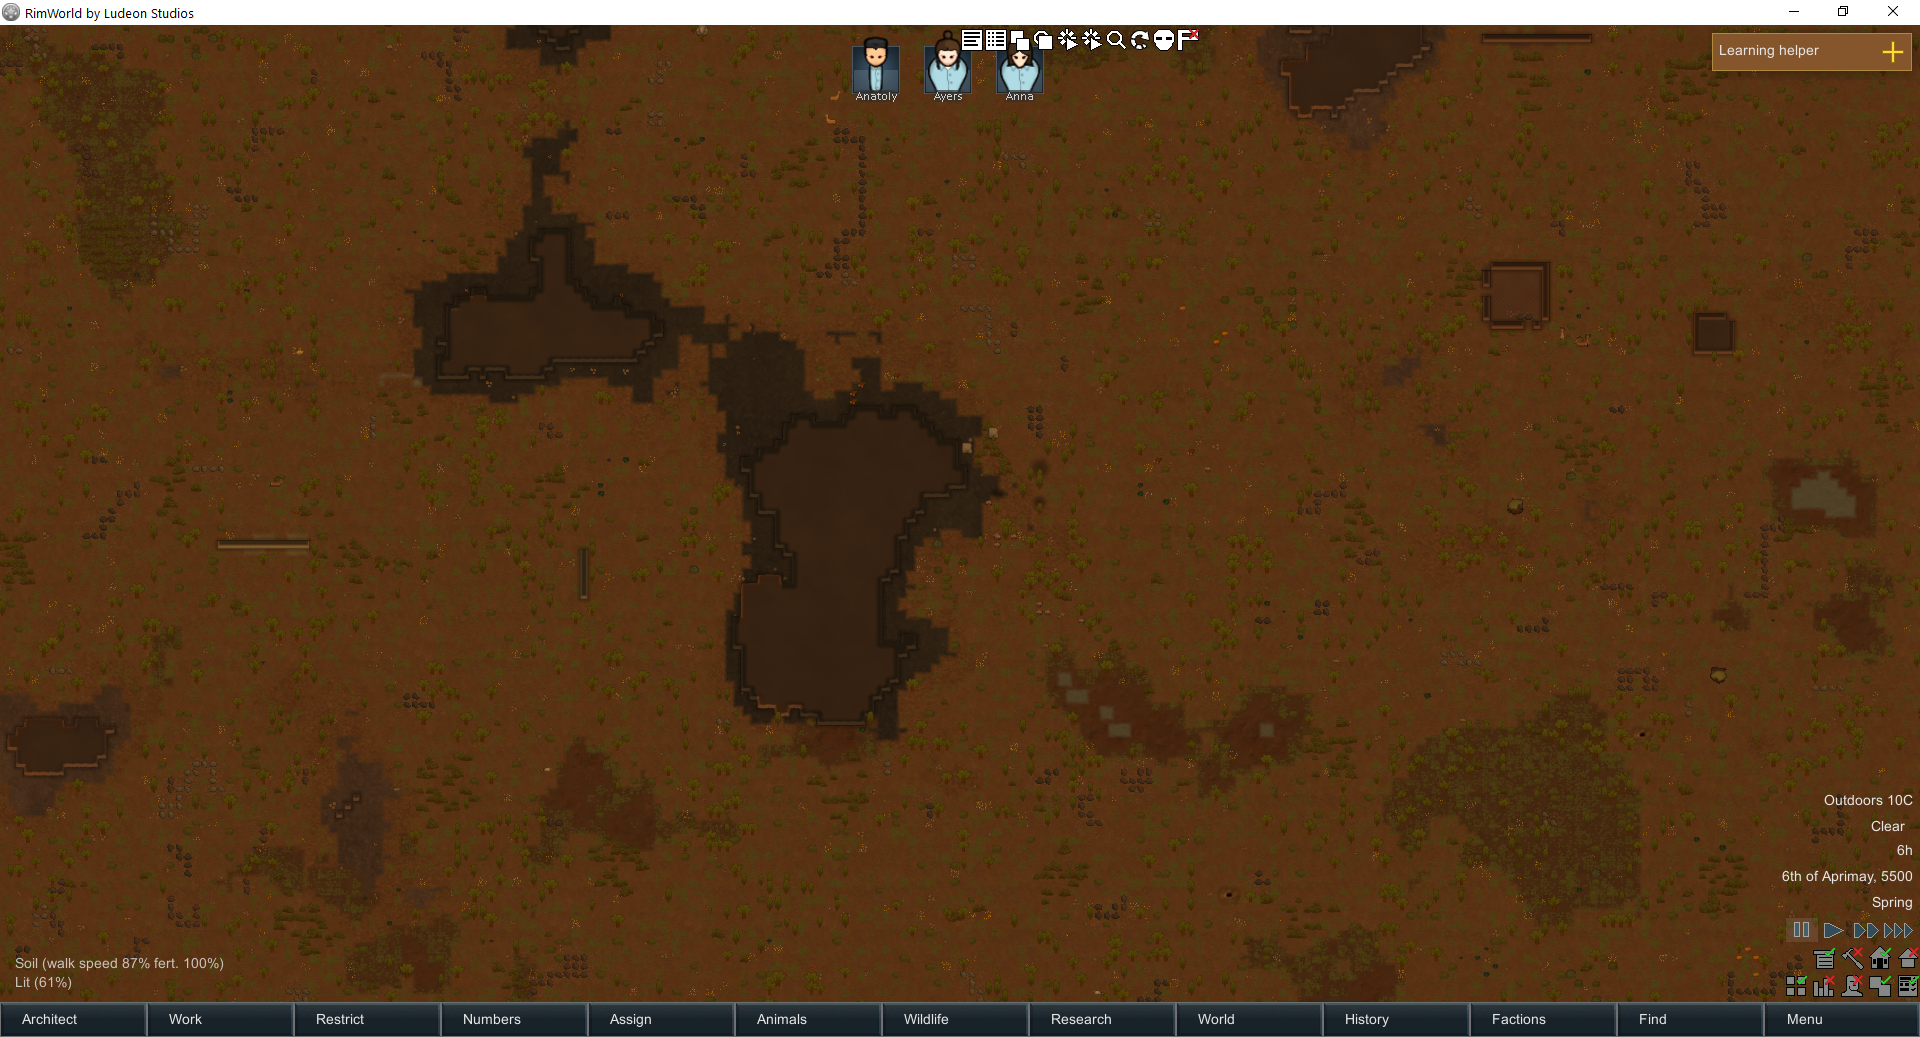 RimWorld by Ludeon Studios
Learning helper
Anatoly
Ayers
Anna
Outdoors 10C
Clear
6h
6th of Aprimay, 5500
Spring
Soil (walk speed 87% fert. 100%)
Lit (61%)
Architect
Work
Restrict
Numbers
Assign
Animals
Wildlife
Research
World
History
Factions
Find
Menu